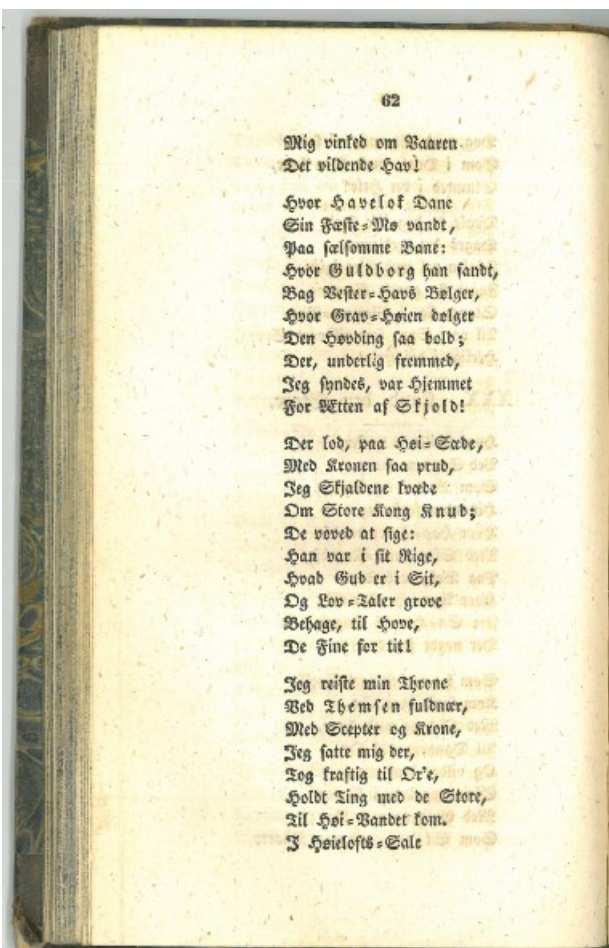 62
Mig vinked om Vaaren
Det vildende Hav!
Hvor Havelok Dane
Sin Fæste-Mø vandt,
Paa sælsomme Bane:
Hvor Guldborg han fandt,
Bag Vester-Havs Bølger,
Hvor Grav-Høien dølger
Den Høvding saa bold;
Der, underlig fremmed,
Jeg syndes, var Hjemmet
For Ætten af Skjold!
Der lod, paa Høi-Sæde,
Med Kronen saa prud,
Jeg Skjaldene kvæde
Om Store Kong Knud;
De voved at sige:
Han var i sit Rige,
Hvad Gud er i Sit,
Og Lov-Taler grove
Behage, til Hove,
De Fine for tit!
Jeg reiste min Throne
Ved Themsen fuldnær,
Med Scepter og Krone,
Jeg satte mig der,
Tog kraftig til Or'e,
Holdt Ting med de Store,
Til Høi-Vandet kom.
I Høielofts-Sale